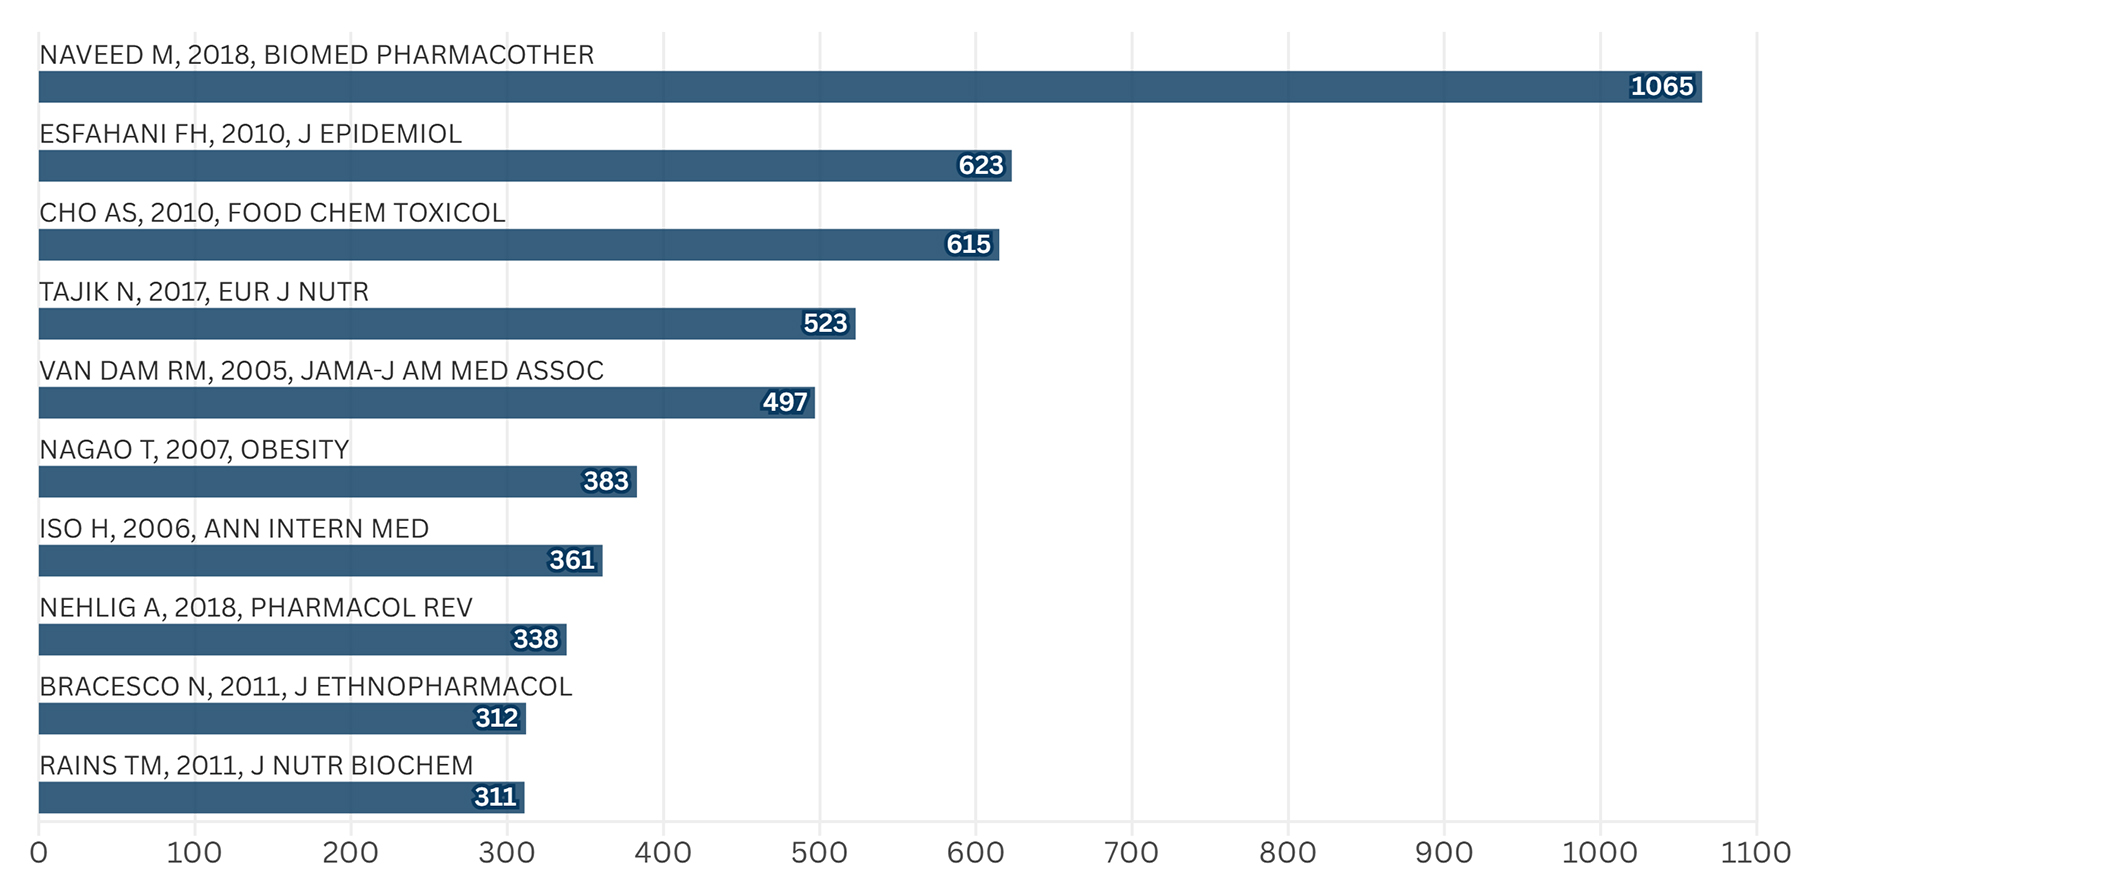 NAVEED M, 2018, BIOMED PHARMACOTHER
1065
ESFAHANI FH, 2010, J EPIDEMIOL
623
CHO AS, 2010, FOOD CHEM TOXICOL
615
TAJIK N, 2017, EUR J NUTR
523
VAN DAM RM, 2005, JAMA-J AM MED ASSOC
497
NAGAO T, 2007, OBESITY
383
ISO H, 2006, ANN INTERN MED
361
NEHLIG A, 2018, PHARMACOL REV
338
BRACESCO N, 2011, J ETHNOPHARMACOL
312
RAINS TM, 2011, J NUTR BIOCHEM
311
0 100 200 300 400 500 600 700 800 900 1000 1100